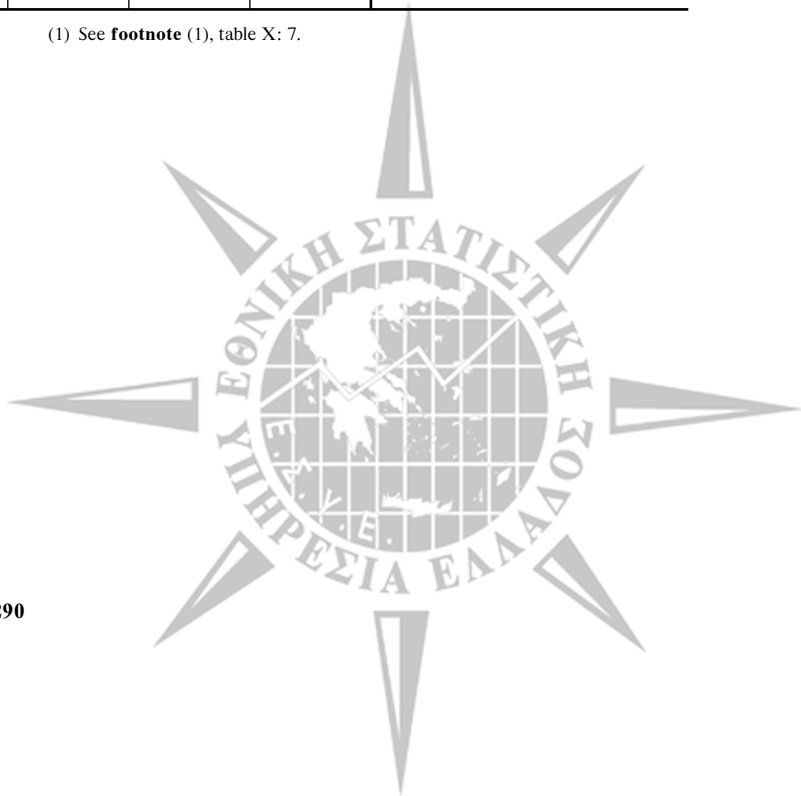 (1) See footnote (1), table X: 7.
ΕΘΝΙΚΗ ΣΤΑΤΙΣΤΙΚΗ
ΥΠΗΡΕΣΙΑ ΕΛΛΑΔΟΣ
Ε.Σ.Υ.Ε.
290